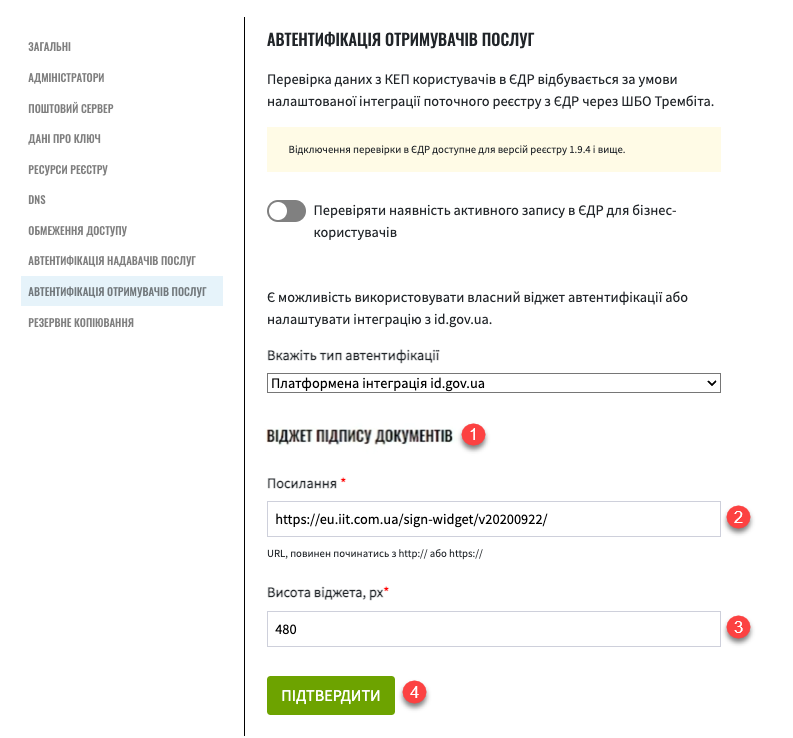 ЗАГАЛЬНІ
АДМІНІСТРАТОРИ
ПОШТОВИЙ СЕРВЕР
ДАНІ ПРО КЛЮЧ
РЕСУРСИ РЕЄСТРУ
DNS
ОБМЕЖЕННЯ ДОСТУПУ
АВТЕНТИФІКАЦІЯ НАДАВАЧІВ ПОСЛУГ
АВТЕНТИФІКАЦІЯ ОТРИМУВАЧІВ ПОСЛУГ
РЕЗЕРВНЕ КОПІЮВАННЯ
АВТЕНТИФІКАЦІЯ ОТРИМУВАЧІВ ПОСЛУГ
Перевірка даних з КЕП користувачів в ЄДР відбувається за умови
налаштованої інтеграції поточного реєстру з ЄДР через ШБО Трембіта.
Відключення перевірки в ЄДР доступне для версій реєстру 1.9.4 і вище.
Перевіряти наявність активного запису в ЄДР для бізнес-
користувачів
Є можливість використовувати власний віджет автентифікації або
налаштувати інтеграцію з id.gov.ua.
Вкажіть тип автентифікації
Платформена інтеграція id.gov.ua
ВІДЖЕТ ПІДПИСУ ДОКУМЕНТІВ 1
Посилання *
https://eu.iit.com.ua/sign-widget/v20200922/ 2
URL, повинен починатись з http:// або https://
Висота віджета, px*
480 3
ПІДТВЕРДИТИ 4